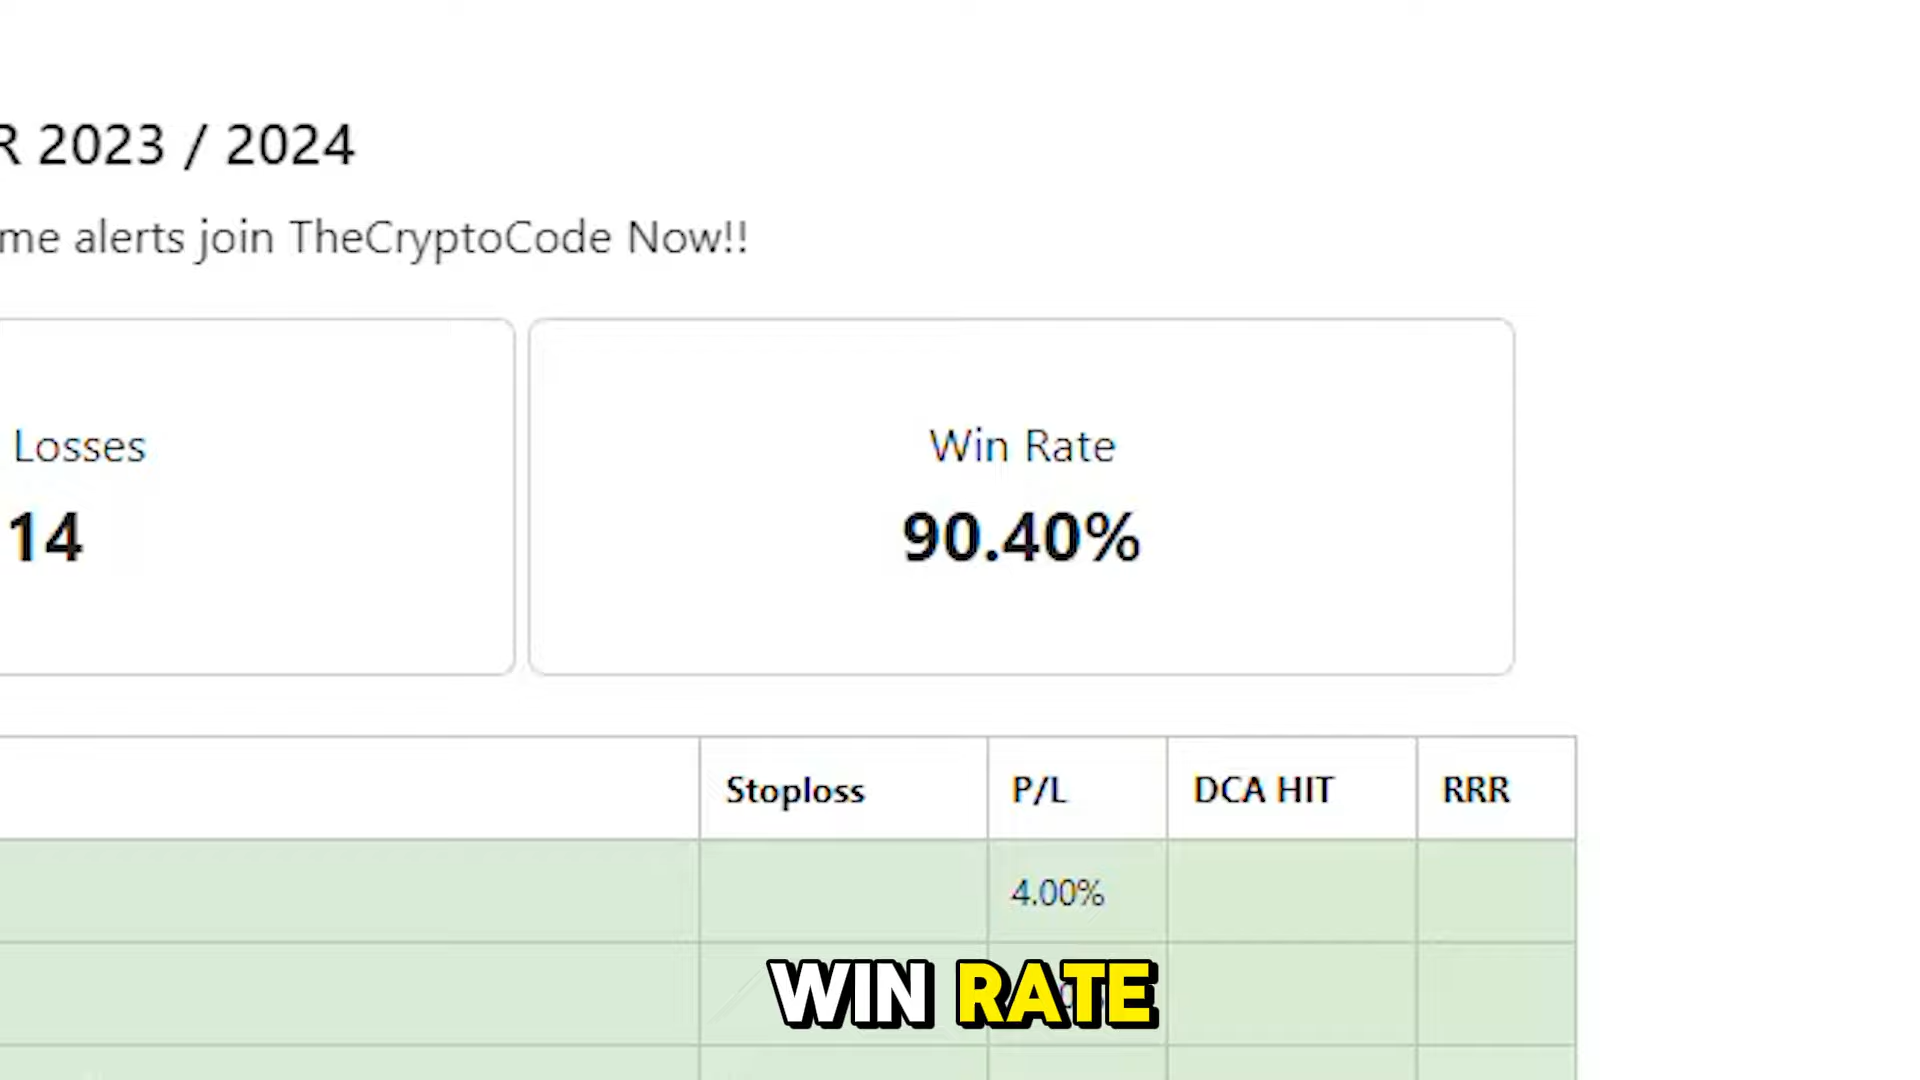 R 2023 / 2024
me alerts join TheCryptoCode Now!!
Losses
Win Rate
14
90.40%
Stoploss P/L DCA HIT RRR
4.00%
WIN RATE